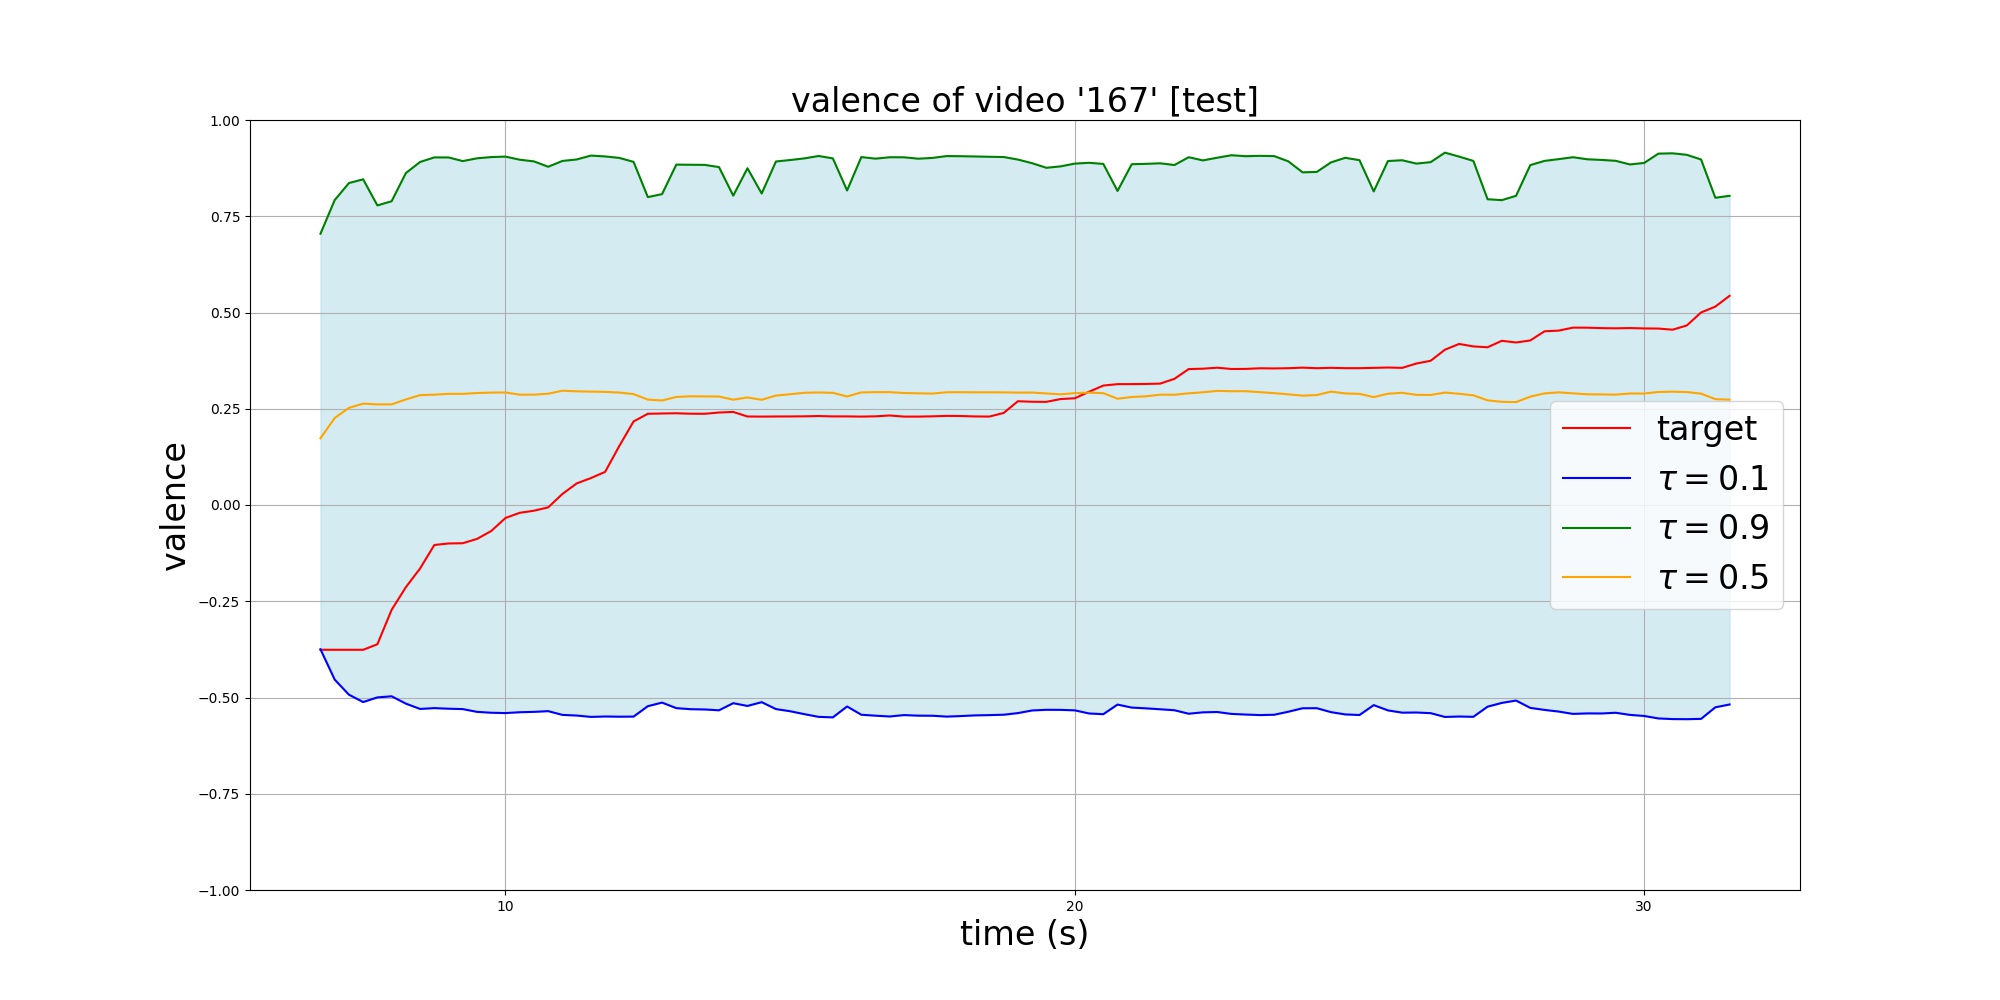 valence of video '167' [test]
1.00
0.75
0.50
0.25
0.00
−0.25
−0.50
−0.75
−1.00
valence
10
20
30
time (s)
target
τ = 0.1
τ = 0.9
τ = 0.5